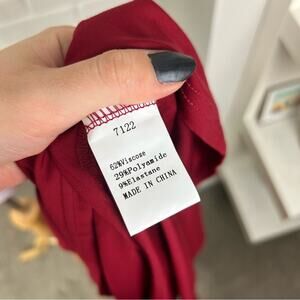 7122
62%Viscose
29%Polyamide
9%Elastane
MADE IN CHINA